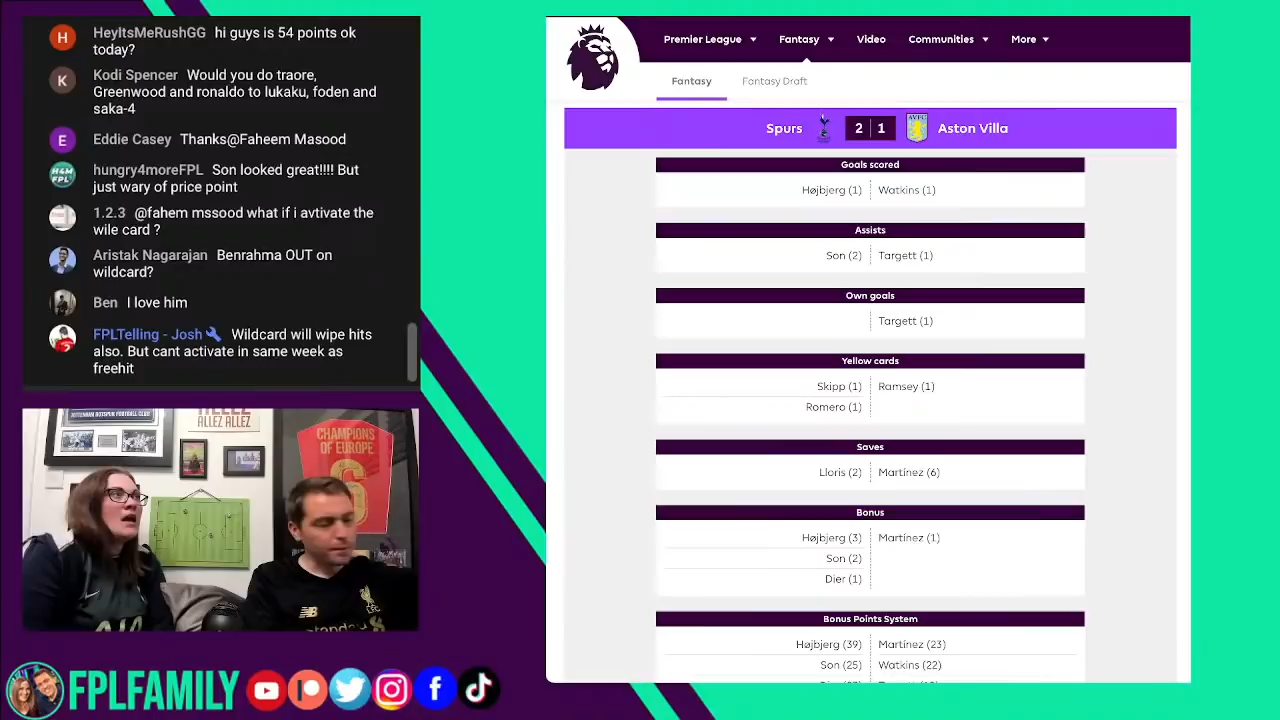 HeyItsMeRushGG hi guys is 54 points ok
today?
Kodi Spencer Would you do traore,
Greenwood and ronaldo to lukaku, foden and
saka-4
Eddie Casey Thanks@Faheem Masood
hungry4moreFPL Son looked great!!!! But
just wary of price point
1.2.3 @fahem mssood what if i avtivate the
wile card ?
Aristak Nagarajan Benrahma OUT on
wildcard?
Ben I love him
FPLTelling - Josh Wildcard will wipe hits
also. But cant activate in same week as
freehit
TOTTENHAM HOTSPUR FOOTBALL CLUB
ALLEZ
ALLEZ ALLEZ
CHAMPIONS
OF EUROPE
6
NB
FPLFAMILY
Premier League Fantasy Video Communities More
Fantasy Fantasy Draft
Spurs 2 1 Aston Villa
Goals scored
Højbjerg (1) Watkins (1)
Assists
Son (2) Targett (1)
Own goals
Targett (1)
Yellow cards
Skipp (1) Ramsey (1)
Romero (1)
Saves
Lloris (2) Martínez (6)
Bonus
Højbjerg (3) Martínez (1)
Son (2)
Dier (1)
Bonus Points System
Højbjerg (39) Martínez (23)
Son (25) Watkins (22)